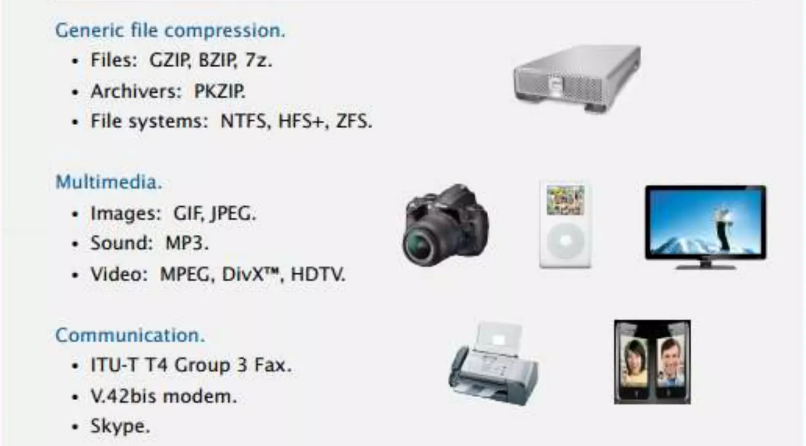 Generic file compression.
• Files: GZIP, BZIP, 7z.
• Archivers: PKZIP.
• File systems: NTFS, HFS+, ZFS.
Multimedia.
• Images: GIF, JPEG.
• Sound: MP3.
• Video: MPEG, DivX™, HDTV.
Communication.
• ITU-T T4 Group 3 Fax.
• V.42bis modem.
• Skype.